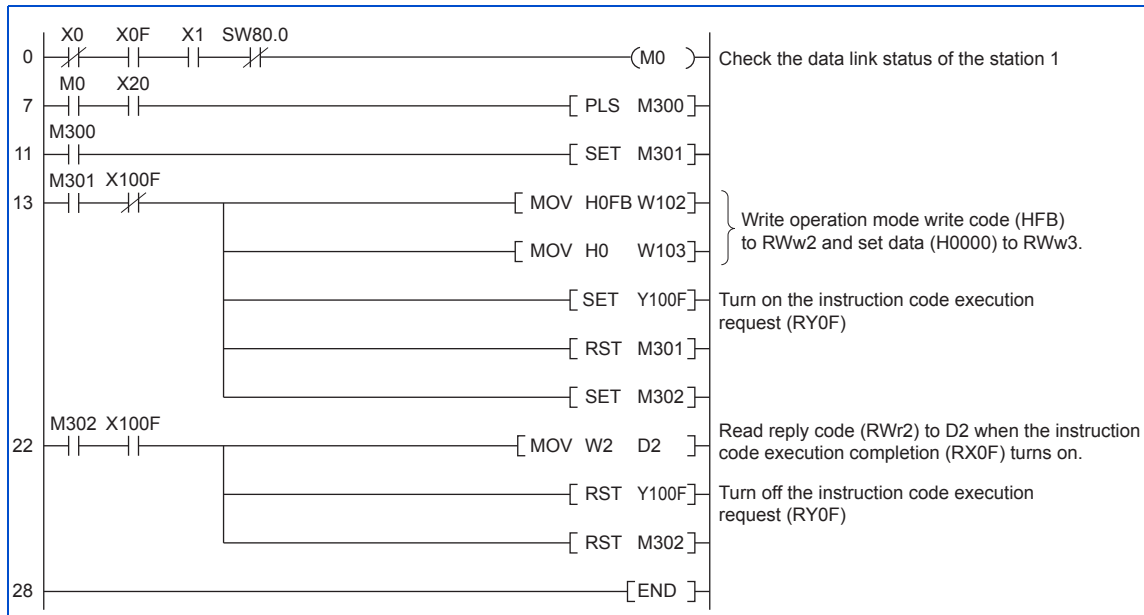 X0 X0F X1 SW80.0
0 M0 Check the data link status of the station 1
M0 X20
7 PLS M300
M300
11 SET M301
M301 X100F
13 MOV H0FB W102
Write operation mode write code (HFB)
to RWw2 and set data (H0000) to RWw3.
MOV H0 W103
SET Y100F Turn on the instruction code execution
request (RY0F)
RST M301
SET M302
M302 X100F
22 MOV W2 D2 Read reply code (RWr2) to D2 when the instruction
code execution completion (RX0F) turns on.
RST Y100F Turn off the instruction code execution
request (RY0F)
RST M302
28 END